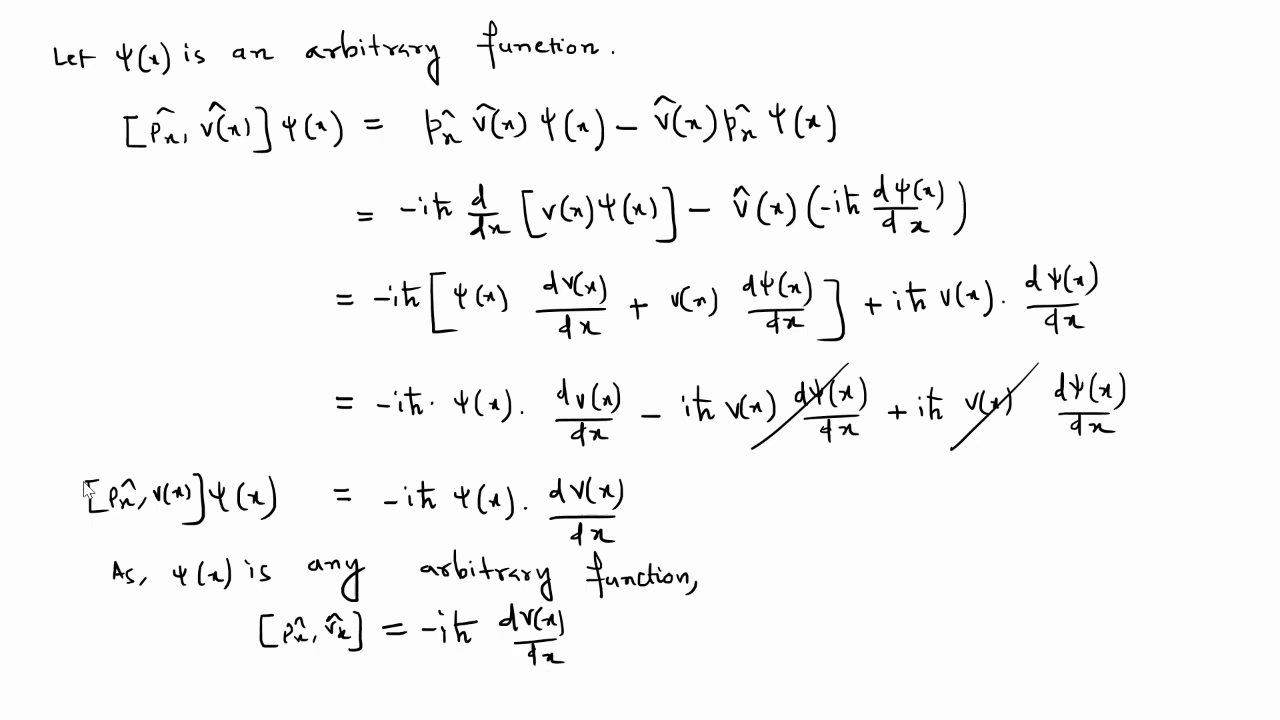 Let ψ(x) is an arbitrary function.
[p̂ₓ, v̂(x)] ψ(x) = p̂ₓ v̂(x) ψ(x) – v̂(x) p̂ₓ ψ(x)
= -iħ d/dx [v(x)ψ(x)] – v̂(x) (-iħ dψ(x)/dx)
= -iħ [ψ(x) dv(x)/dx + v(x) dψ(x)/dx] + iħ v(x). dψ(x)/dx
= -iħ. ψ(x). dv(x)/dx – iħ v(x) dψ(x)/dx + iħ v(x) dψ(x)/dx
[p̂ₓ, v(x)]ψ(x) = -iħ ψ(x). dv(x)/dx
As, ψ(x) is any arbitrary function,
[p̂ₓ, v̂ₓ] = -iħ dv(x)/dx